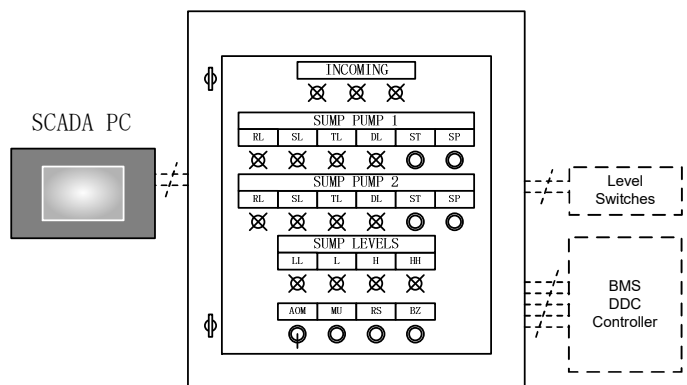 INCOMING
SUMP PUMP 1
RL SL TL DL ST SP
SCADA PC
SUMP PUMP 2
RL SL TL DL ST SP
Level
Switches
SUMP LEVELS
LL L H HH
AOM MU RS BZ
BMS
DDC
Controller